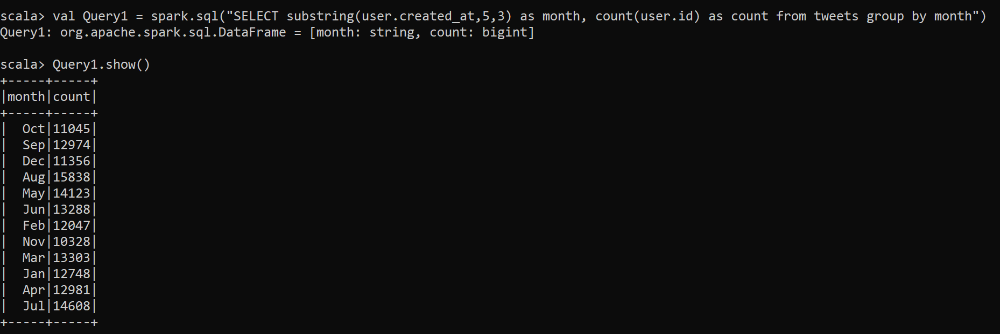 scala> val Query1 = spark.sql("SELECT substring(user.created_at,5,3) as month, count(user.id) as count from tweets group by month")
Query1: org.apache.spark.sql.DataFrame = [month: string, count: bigint]
scala> Query1.show()
+-----+-----+
|month|count|
+-----+-----+
|  Oct|11045|
|  Sep|12974|
|  Dec|11356|
|  Aug|15838|
|  May|14123|
|  Jun|13288|
|  Feb|12047|
|  Nov|10328|
|  Mar|13303|
|  Jan|12748|
|  Apr|12981|
|  Jul|14608|
+-----+-----+